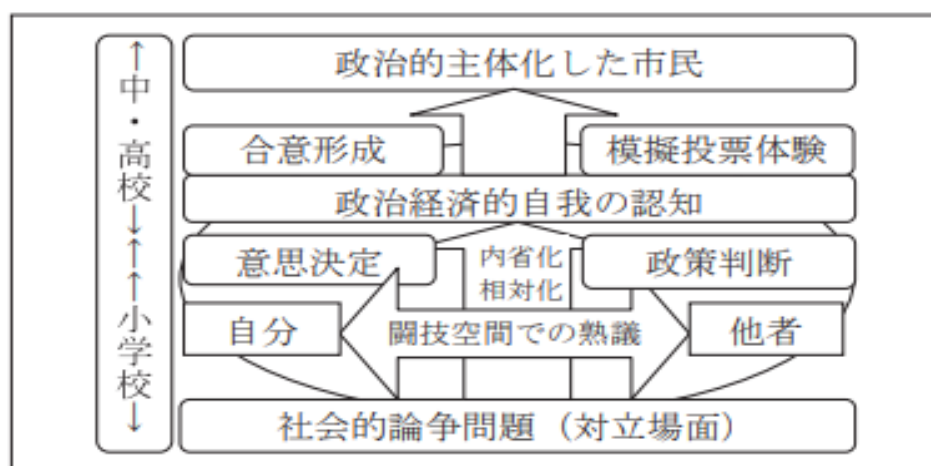 ↑中・高校↓↑↑小学校↓
政治的主体化した市民
合意形成
模擬投票体験
政治経済的自我の認知
意思決定
内省化
相対化
政策判断
自分
闘技空間での熟議
他者
社会的論争問題（対立場面）